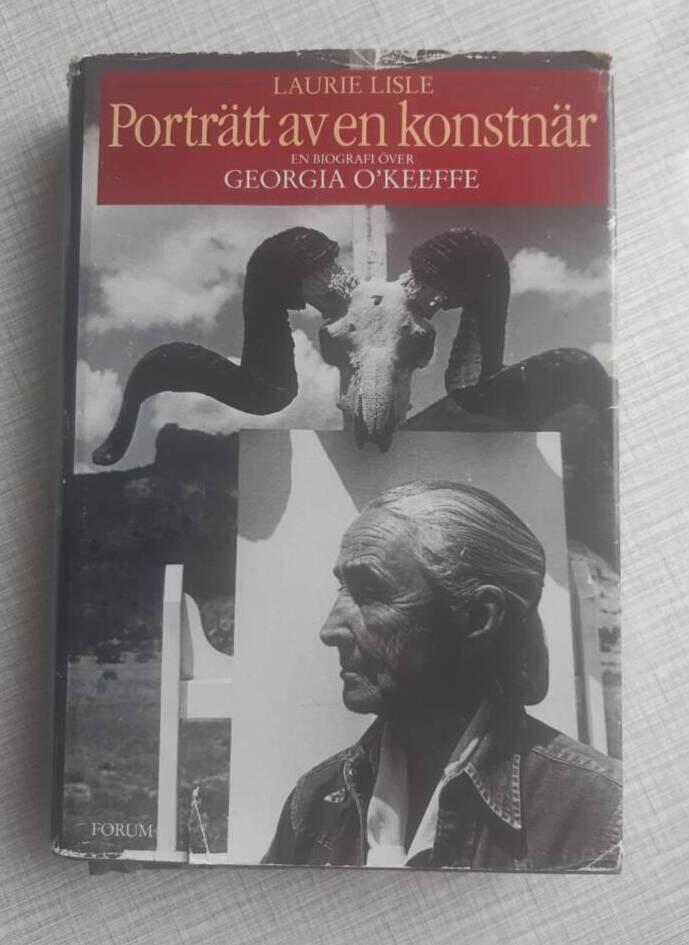 LAURIE LISLE
Porträtt av en konstnär
EN BIOGRAFI ÖVER
GEORGIA O'KEEFFE
FORUM